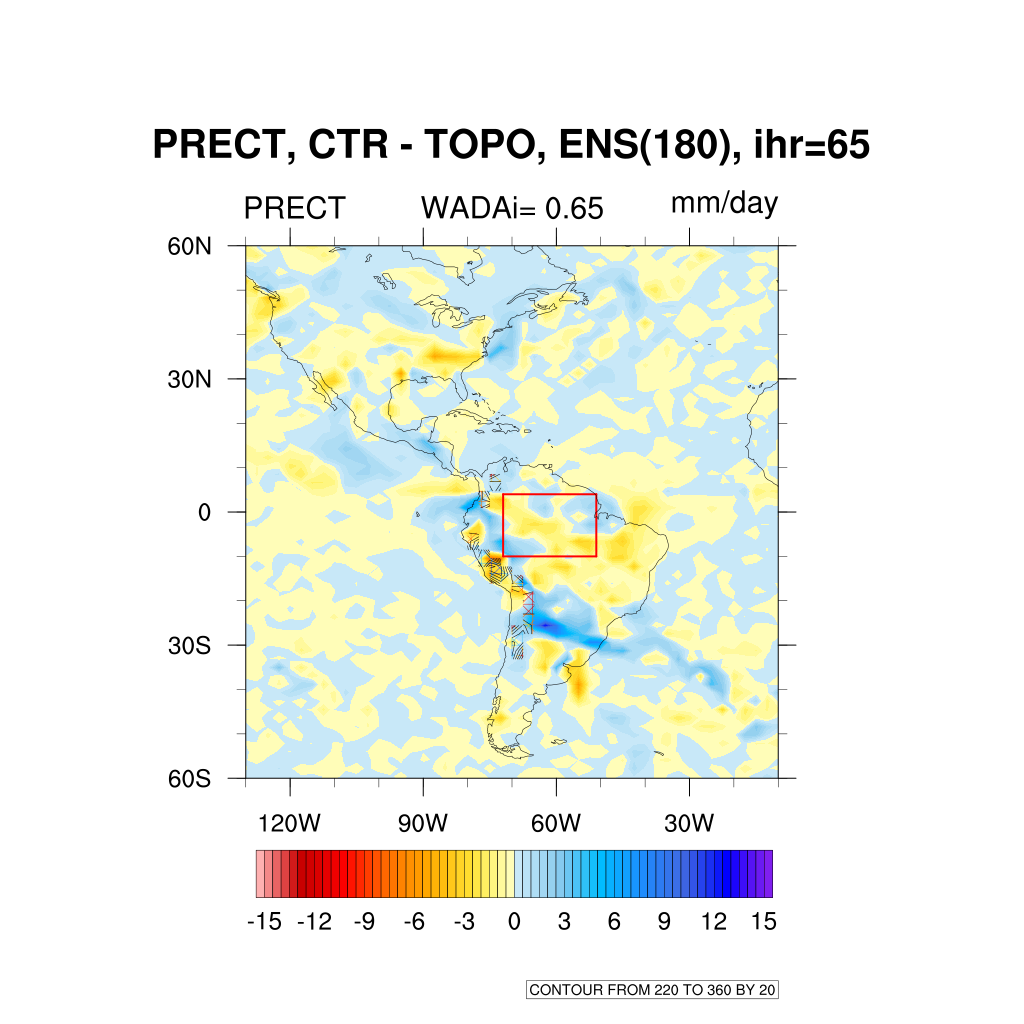 PRECT, CTR - TOPO, ENS(180), ihr=65
PRECT WADAi= 0.65 mm/day
60N
30N
0
30S
60S
120W 90W 60W 30W
-15 -12 -9 -6 -3 0 3 6 9 12 15
CONTOUR FROM 220 TO 360 BY 20